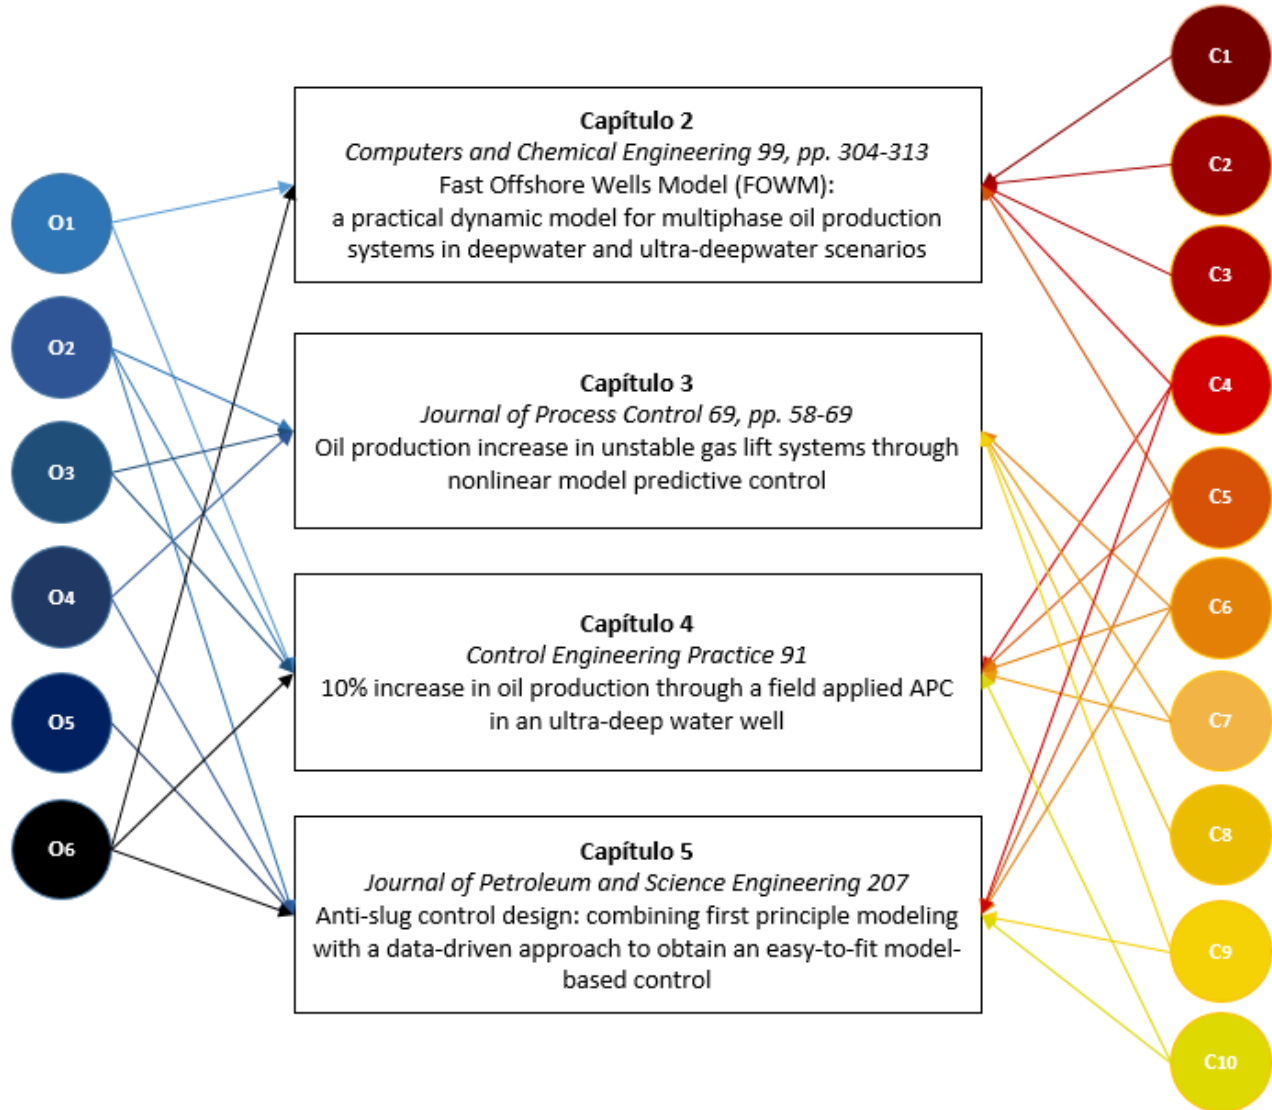 O1
O2
O3
O4
O5
O6
Capítulo 2
Computers and Chemical Engineering 99, pp. 304-313
Fast Offshore Wells Model (FOWM):
a practical dynamic model for multiphase oil production
systems in deepwater and ultra-deepwater scenarios
Capítulo 3
Journal of Process Control 69, pp. 58-69
Oil production increase in unstable gas lift systems through
nonlinear model predictive control
Capítulo 4
Control Engineering Practice 91
10% increase in oil production through a field applied APC
in an ultra-deep water well
Capítulo 5
Journal of Petroleum and Science Engineering 207
Anti-slug control design: combining first principle modeling
with a data-driven approach to obtain an easy-to-fit model-
based control
C1
C2
C3
C4
C5
C6
C7
C8
C9
C10